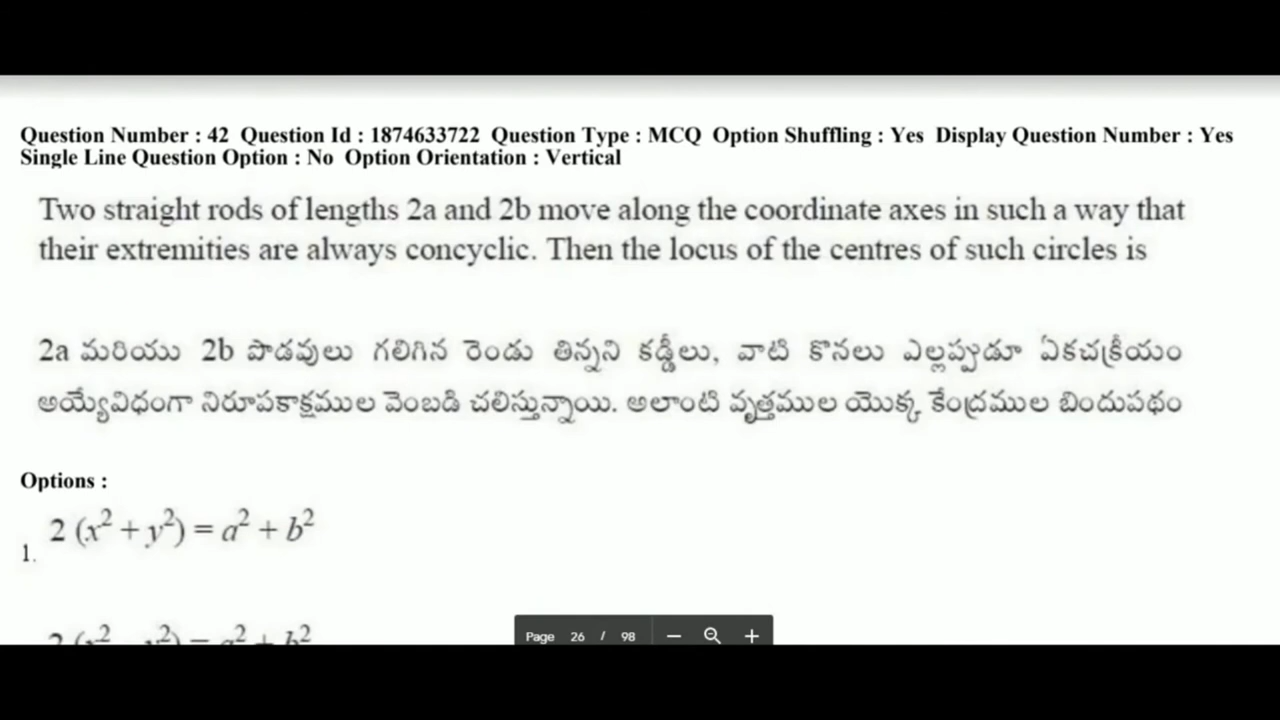 Question Number : 42 Question Id : 1874633722 Question Type : MCQ Option Shuffling : Yes Display Question Number : Yes
Single Line Question Option : No Option Orientation : Vertical
Two straight rods of lengths 2a and 2b move along the coordinate axes in such a way that
their extremities are always concyclic. Then the locus of the centres of such circles is
2a మరియు 2b పొడవులు గలిగిన రెండు తిన్నని కడ్డీలు, వాటి కొనలు ఎల్లప్పుడూ ఏకచక్రీయం
అయ్యేవిధంగా నిరూపకాక్షముల వెంబడి చలిస్తున్నాయి. అలాంటి వృత్తముల యొక్క కేంద్రముల బిందుపథం
Options :
1. 2 (x² + y²) = a² + b²
Page 26 / 98